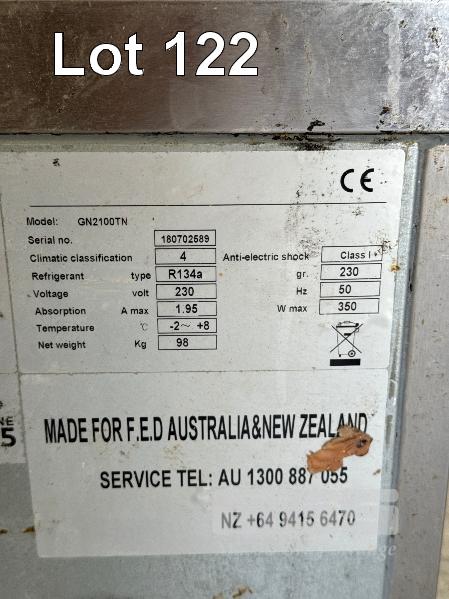 Lot 122
CE
Model: GN2100TN
Serial no. 180702589
Climatic classification 4 Anti-electric shock Class I
Refrigerant type R134a gr. 230
Voltage volt 230 Hz 50
Absorption A max 1.95 W max 350
Temperature ℃ -2~ +8
Net weight Kg 98
NE
5
MADE FOR F.E.D AUSTRALIA&NEW ZEALAND
SERVICE TEL: AU 1300 887 055
NZ +64 9415 6470